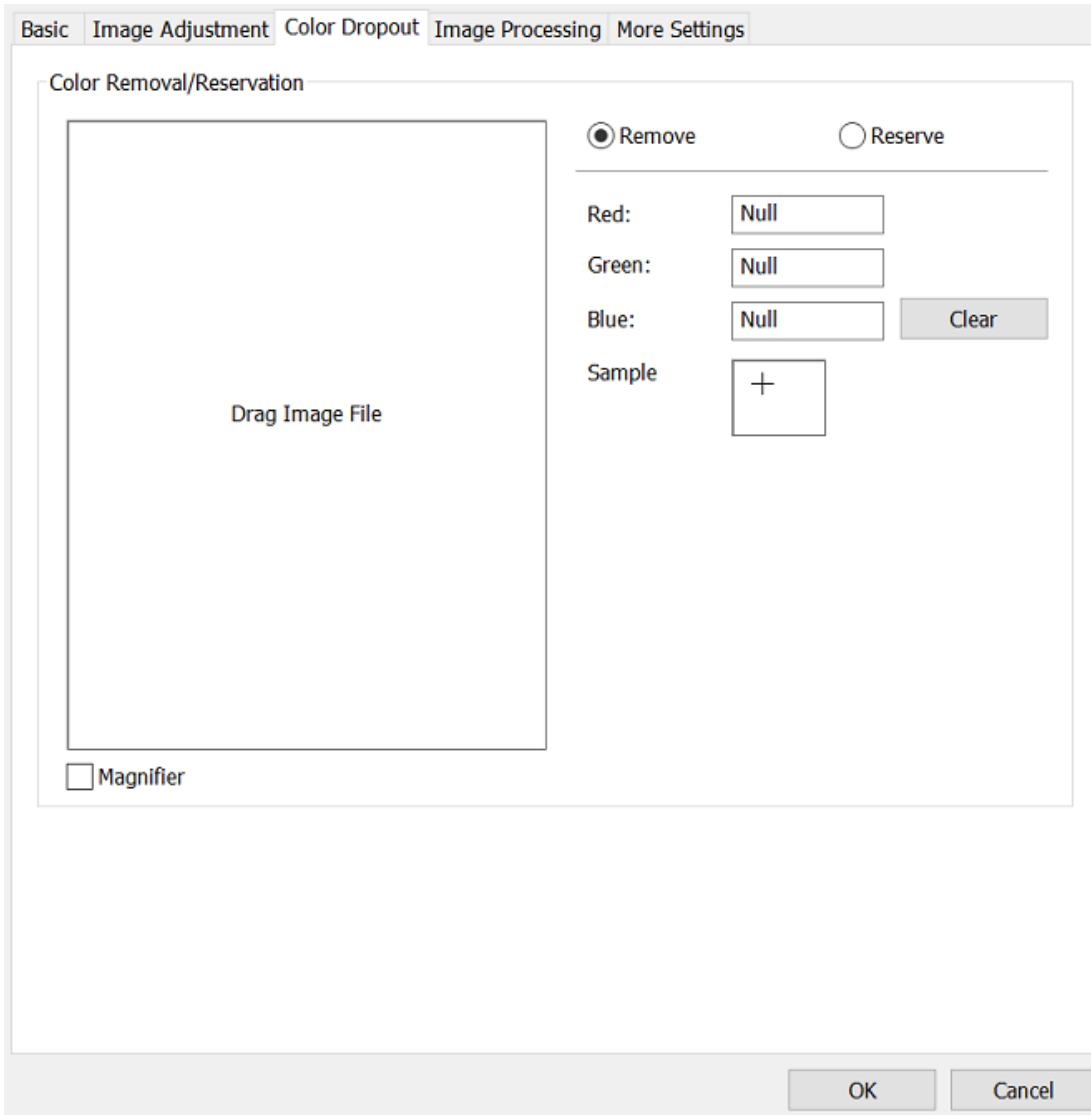 Basic Image Adjustment Color Dropout Image Processing More Settings
Color Removal/Reservation
Remove Reserve
Red: Null
Green: Null
Blue: Null Clear
Sample
Drag Image File
Magnifier
OK Cancel